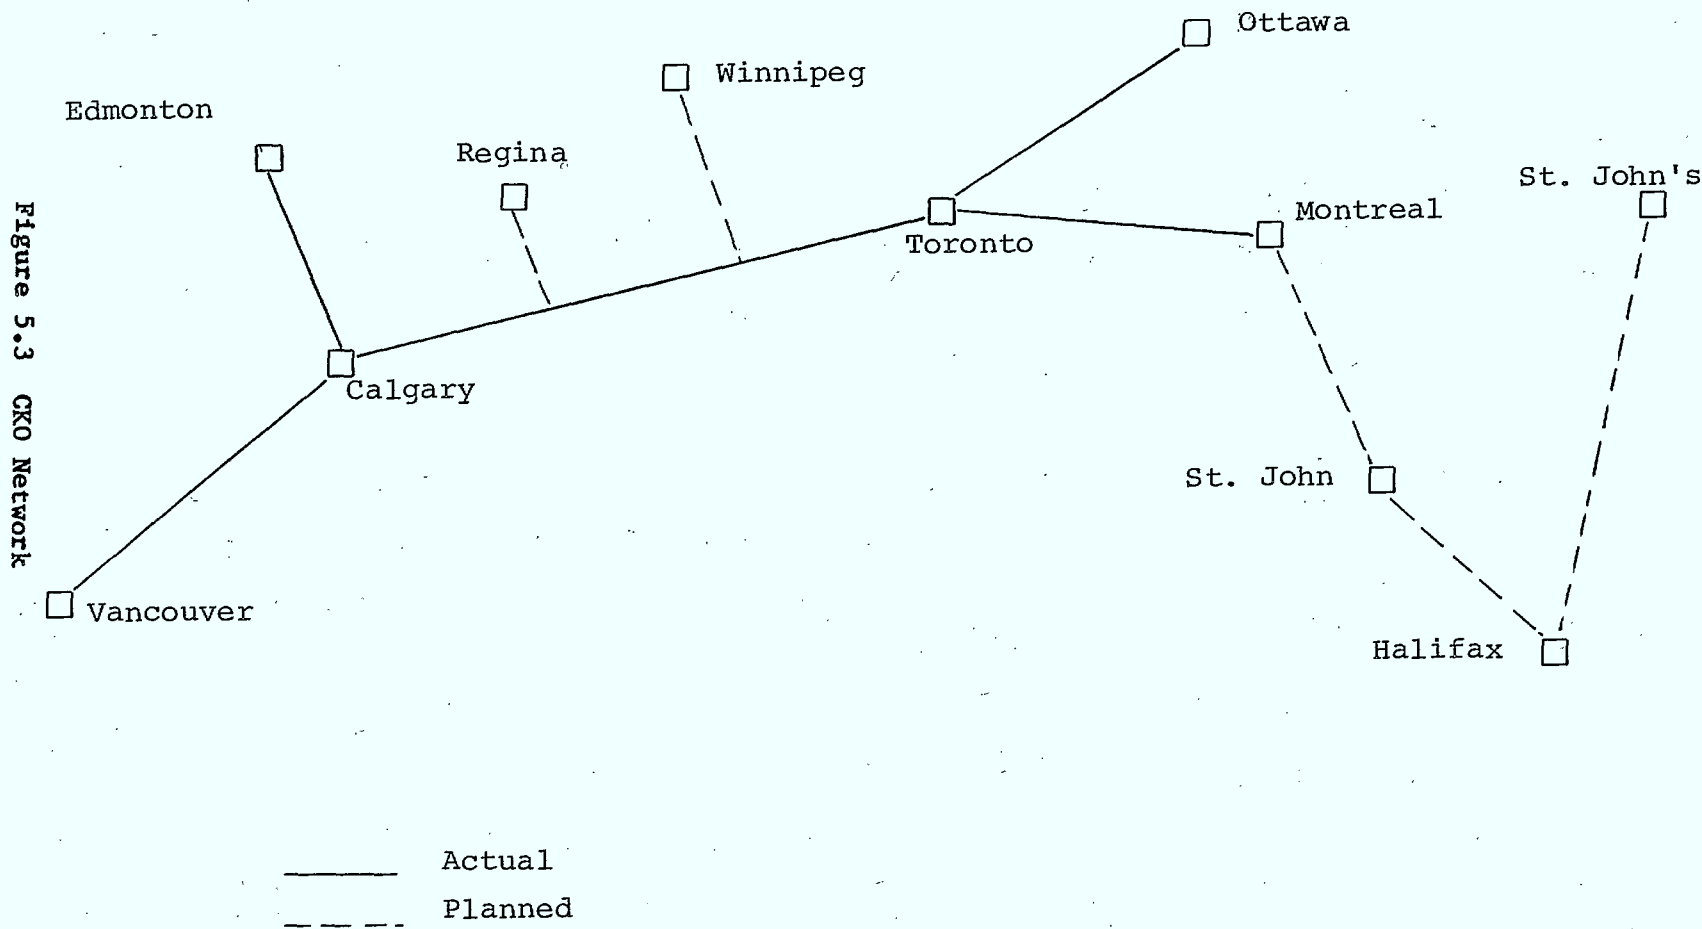 Ottawa
Winnipeg
Edmonton
Regina
St. John's
Montreal
Toronto
Calgary
St. John
Vancouver
Halifax
Actual
Planned
Figure 5.3 CKO Network